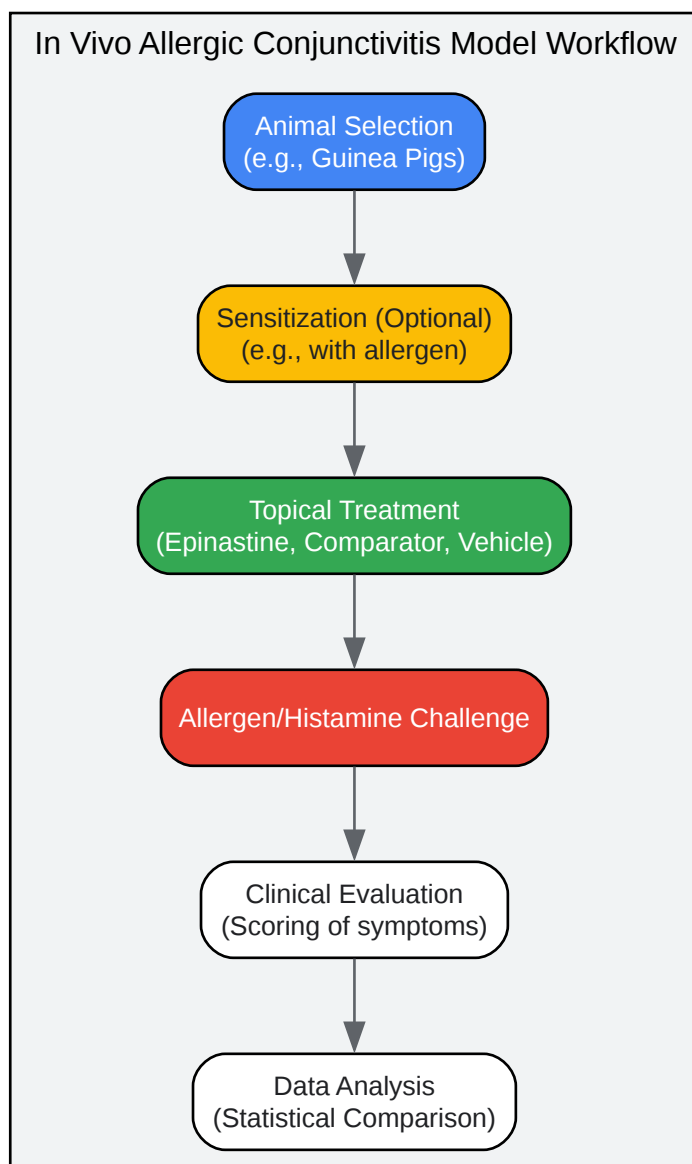 In Vivo Allergic Conjunctivitis Model Workflow
Animal Selection
(e.g., Guinea Pigs)
Sensitization (Optional)
(e.g., with allergen)
Topical Treatment
(Epinastine, Comparator, Vehicle)
Allergen/Histamine Challenge
Clinical Evaluation
(Scoring of symptoms)
Data Analysis
(Statistical Comparison)